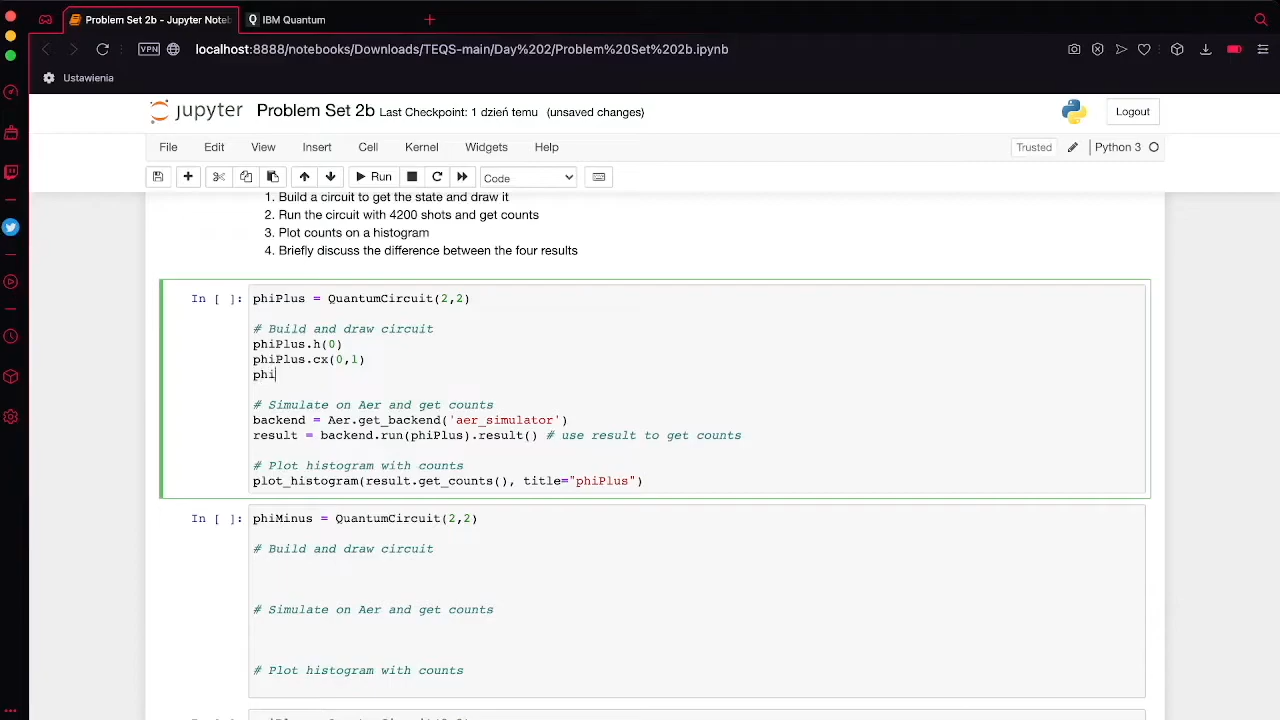 Problem Set 2b - Jupyter Noteb
IBM Quantum
VPN
localhost:8888/notebooks/Downloads/TEQS-main/Day%202/Problem%20Set%202b.ipynb
Ustawienia
jupyter
Problem Set 2b Last Checkpoint: 1 dzień temu (unsaved changes)
Logout
File Edit View Insert Cell Kernel Widgets Help
Trusted
Python 3
Run
Code
1. Build a circuit to get the state and draw it
2. Run the circuit with 4200 shots and get counts
3. Plot counts on a histogram
4. Briefly discuss the difference between the four results
In [ ]: phiPlus = QuantumCircuit(2,2)
# Build and draw circuit
phiPlus.h(0)
phiPlus.cx(0,1)
phi
# Simulate on Aer and get counts
backend = Aer.get_backend('aer_simulator')
result = backend.run(phiPlus).result() # use result to get counts
# Plot histogram with counts
plot_histogram(result.get_counts(), title="phiPlus")
In [ ]: phiMinus = QuantumCircuit(2,2)
# Build and draw circuit
# Simulate on Aer and get counts
# Plot histogram with counts